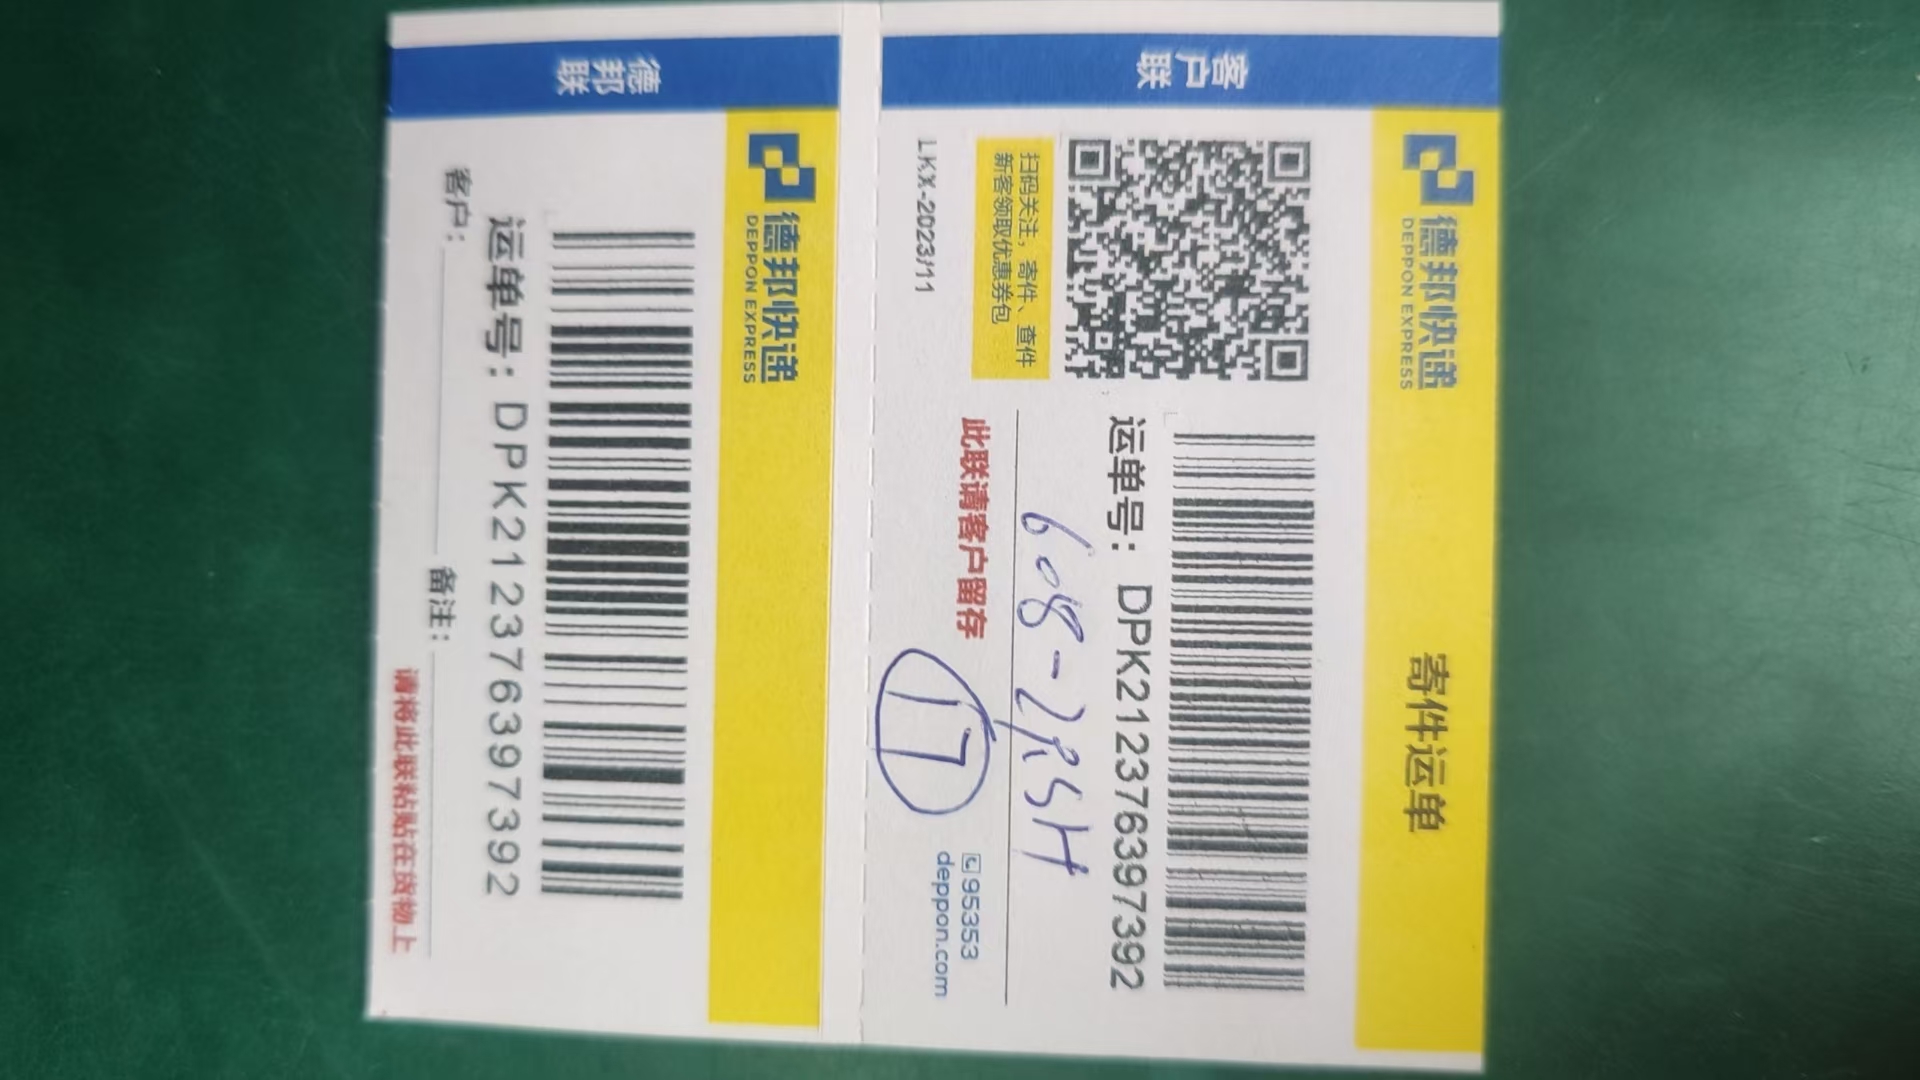 客户联
德邦快递
DEPPON EXPRESS
寄件运单
运单号：DPK212376397392
608-2RSH
扫码关注，寄件、查件
新客领取优惠券包
此联请客户留存
17
95353
deppon.com
LKX-2023/11
德邦联
德邦快递
DEPPON EXPRESS
运单号：DPK212376397392
客户：
备注：
请将此联粘贴在货物上